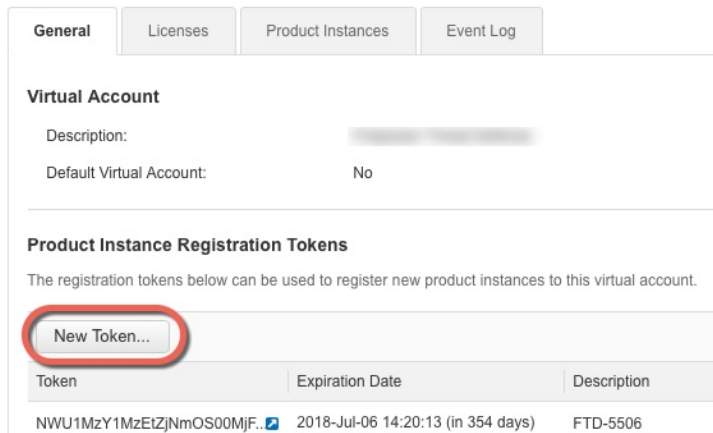 General Licenses Product Instances Event Log
Virtual Account
Description:
Default Virtual Account: No
Product Instance Registration Tokens
The registration tokens below can be used to register new product instances to this virtual account.
New Token...
Token Expiration Date Description
NWU1MzY1MzEtZjNmOS00MjF.. 2018-Jul-06 14:20:13 (in 354 days) FTD-5506